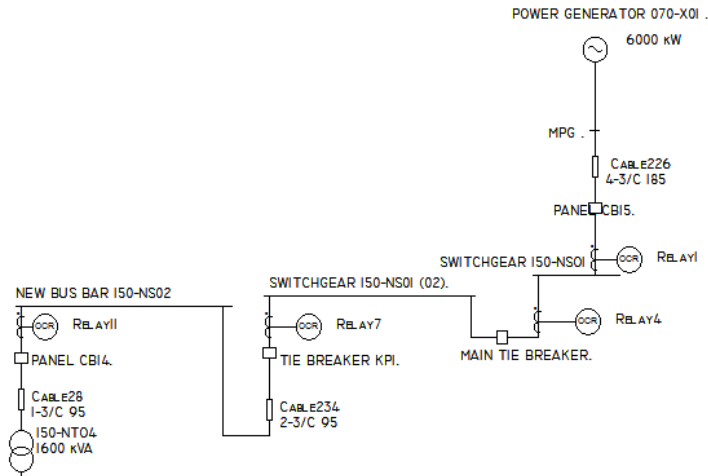 POWER GENERATOR 070-X01 .
6000 KW
MPG .
CABLE226
4-3/C 185
PANEL CB15.
SWITCHGEAR 150-NS01
OCR
RELAY1
NEW BUS BAR 150-NS02
SWITCHGEAR 150-NS01 (02).
OCR
RELAY11
OCR
RELAY7
OCR
RELAY4
PANEL CB14.
TIE BREAKER KP1.
MAIN TIE BREAKER.
CABLE28
1-3/C 95
CABLE234
2-3/C 95
150-NT04
1600 KVA